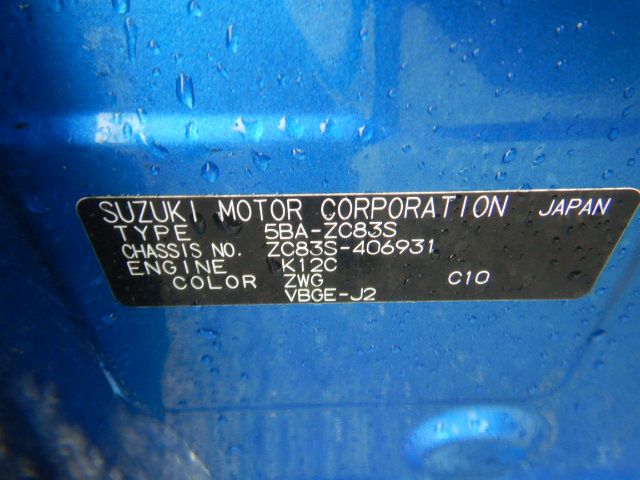 SUZUKI MOTOR CORPORATION JAPAN
TYPE 5BA-ZC83S
CHASSIS NO. ZC83S-406931
ENGINE K12C
COLOR ZWG C10
VBGE-J2